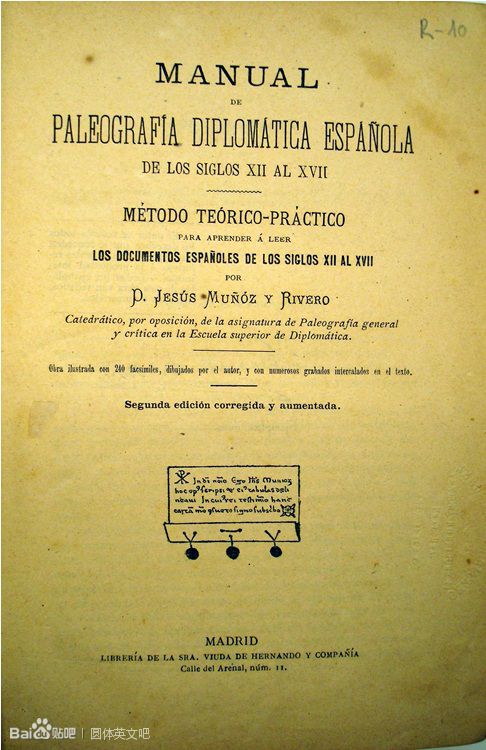 R-10
MANUAL
DE
PALEOGRAFÍA DIPLOMÁTICA ESPAÑOLA
DE LOS SIGLOS XII AL XVII
MÉTODO TEÓRICO-PRÁCTICO
PARA APRENDER Á LEER
LOS DOCUMENTOS ESPAÑOLES DE LOS SIGLOS XII AL XVII
POR
D. JESÚS MUÑÓZ Y RIVERO
Catedrático, por oposición, de la asignatura de Paleografía general
y crítica en la Escuela superior de Diplomática.
Obra ilustrada con 240 facsímiles, dibujados por el autor, y con numerosos grabados intercalados en el texto.
Segunda edición corregida y aumentada.
MADRID
LIBRERÍA DE LA SRA. VIUDA DE HERNANDO Y COMPAÑÍA
Calle del Arenal, núm. 11.
Bai du 贴吧 | 圆体英文吧